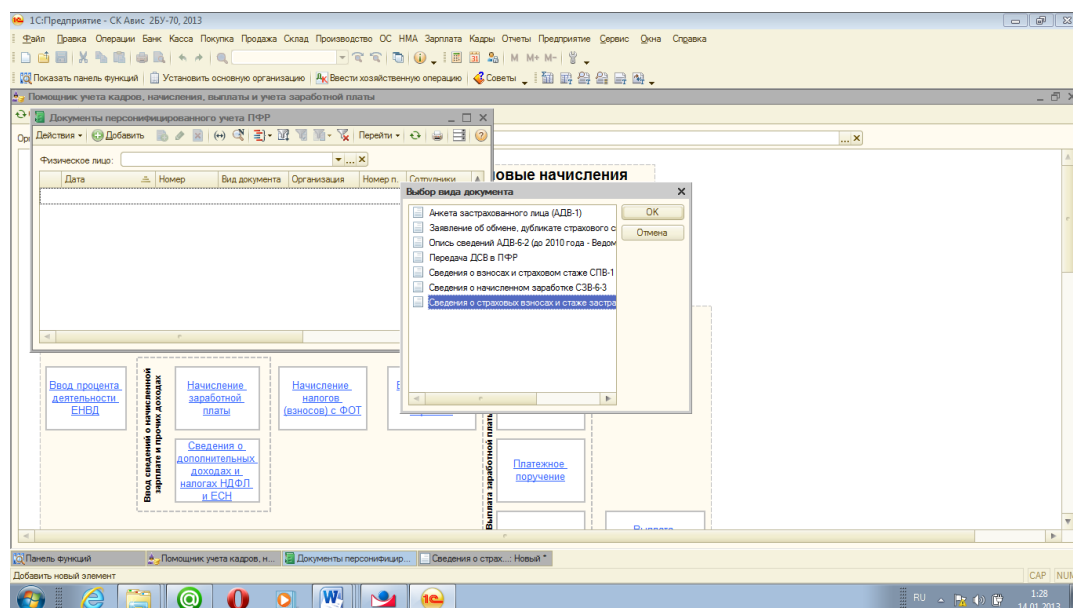 1С:Предприятие - СК Авис 2БУ-70, 2013
Файл Правка Операции Банк Касса Покупка Продажа Склад Производство ОС НМА Зарплата Кадры Отчеты Предприятие Сервис Окна Справка
M M+ M-
Показать панель функций Установить основную организацию Ввести хозяйственную операцию Советы
Помощник учета кадров, начисления, выплаты и учета заработной платы
Документы персонифицированного учета ПФР
Действия Добавить Перейти
Физическое лицо:
Дата Номер Вид документа Организация Номер п. Сотрудники
овые начисления
Выбор вида документа
Анкета застрахованного лица (АДВ-1)
Заявление об обмене, дубликате страхового с
Опись сведений АДВ-6-2 (до 2010 года - Ведом
Передача ДСВ в ПФР
Сведения о взносах и страховом стаже СПВ-1
Сведения о начисленном заработке СЗВ-6-3
Сведения о страховых взносах и стаже застра
OK
Отмена
Ввод сведений о начисленной
зарплате и прочих доходах
Ввод процента
деятельности
ЕНВД
Начисление
заработной
платы
Начисление
налогов
(взносов) с ФОТ
Сведения о
дополнительных
доходах и
налогах НДФЛ
и ЕСН
Выплата заработной платы
Платежное
поручение
Выплата
Панель функций Помощник учета кадров, н... Документы персонифицир... Сведения о страх...: Новый *
Добавить новый элемент
CAP NUM
RU
1:28
14.01.2013